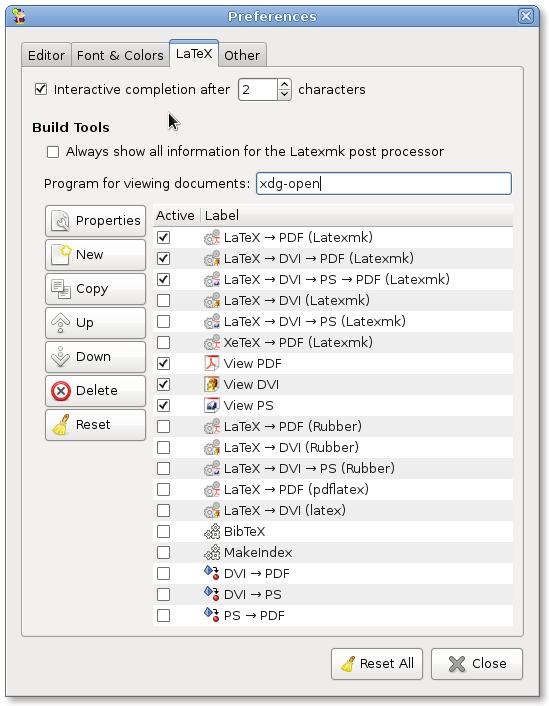 Preferences
Editor Font & Colors LaTeX Other
Interactive completion after 2 characters
Build Tools
Always show all information for the Latexmk post processor
Program for viewing documents: xdg-open
Properties
New
Copy
Up
Down
Delete
Reset
Active Label
LaTeX → PDF (Latexmk)
LaTeX → DVI → PDF (Latexmk)
LaTeX → DVI → PS → PDF (Latexmk)
LaTeX → DVI (Latexmk)
LaTeX → DVI → PS (Latexmk)
XeTeX → PDF (Latexmk)
View PDF
View DVI
View PS
LaTeX → PDF (Rubber)
LaTeX → DVI (Rubber)
LaTeX → DVI → PS (Rubber)
LaTeX → PDF (pdflatex)
LaTeX → DVI (latex)
BibTeX
MakeIndex
DVI → PDF
DVI → PS
PS → PDF
Reset All Close